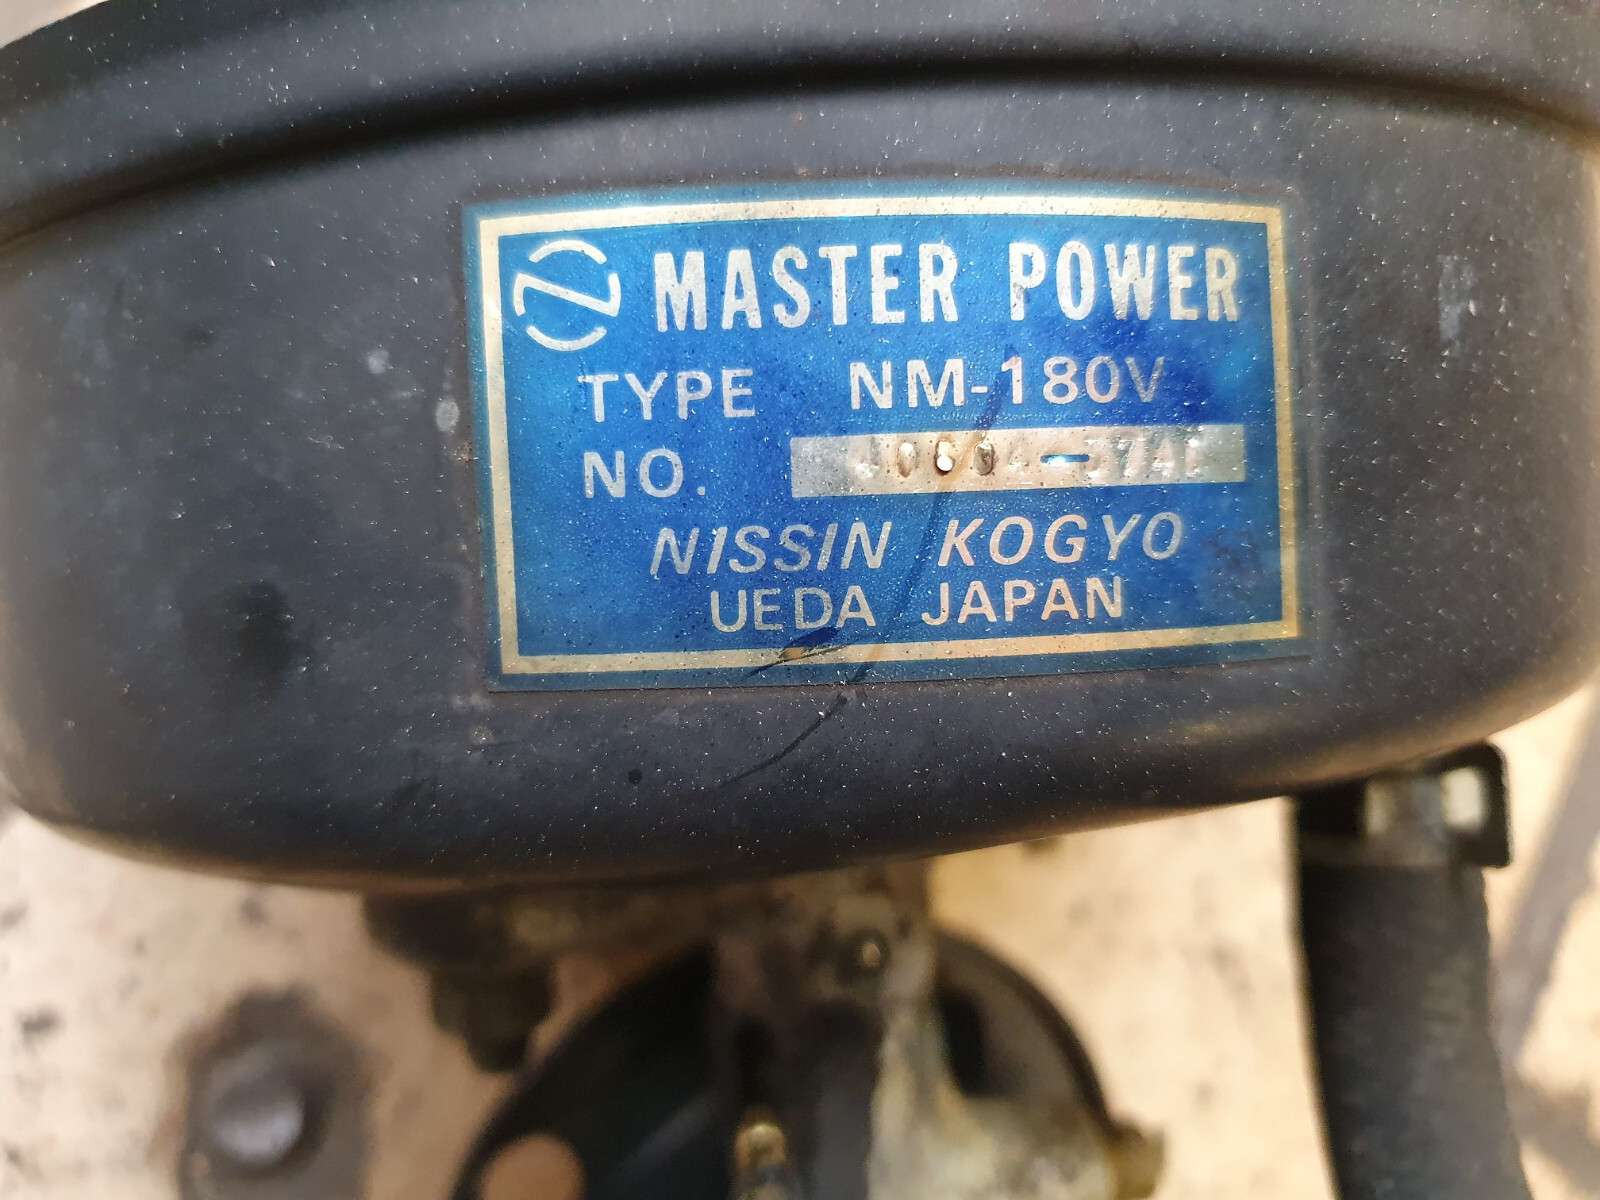 MASTER POWER
TYPE NM-180V
NO.
NISSIN KOGYO
UEDA JAPAN